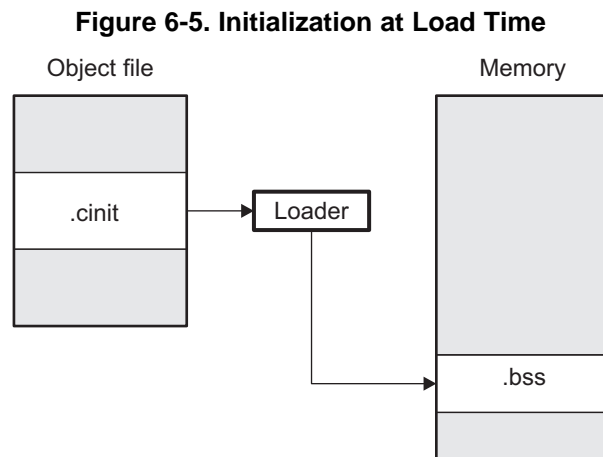 Figure 6-5. Initialization at Load Time
Object file
Memory
.cinit
Loader
.bss